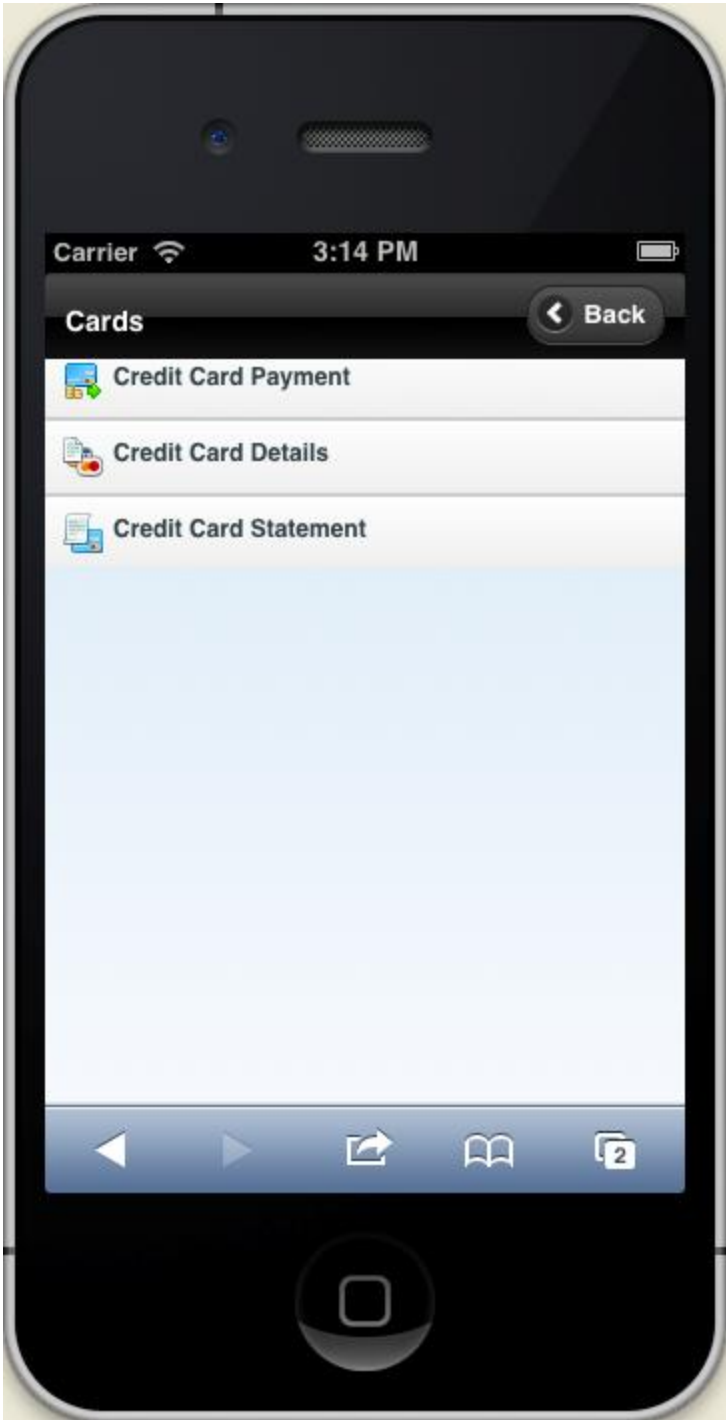 Carrier 3:14 PM
Cards Back
Credit Card Payment
Credit Card Details
Credit Card Statement
2